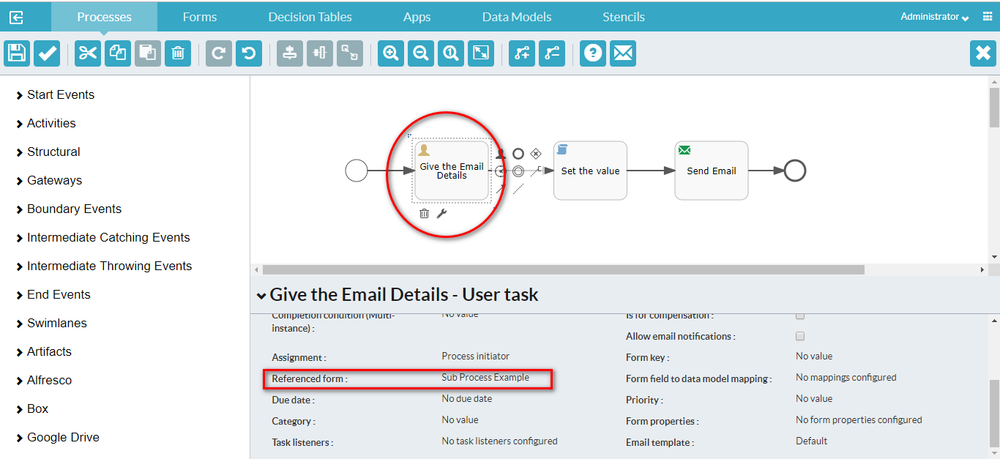 Processes Forms Decision Tables Apps Data Models Stencils Administrator
Start Events
Activities
Structural
Gateways
Boundary Events
Intermediate Catching Events
Intermediate Throwing Events
End Events
Swimlanes
Artifacts
Alfresco
Box
Google Drive
Give the Email
Details
Set the value
Send Email
Give the Email Details - User task
Completion condition (Multi-
instance) :
No value
Is for compensation :
Allow email notifications :
Assignment : Process initiator
Form key : No value
Referenced form : Sub Process Example
Form field to data model mapping : No mappings configured
Due date : No due date
Priority : No value
Category : No value
Form properties : No form properties configured
Task listeners : No task listeners configured
Email template : Default